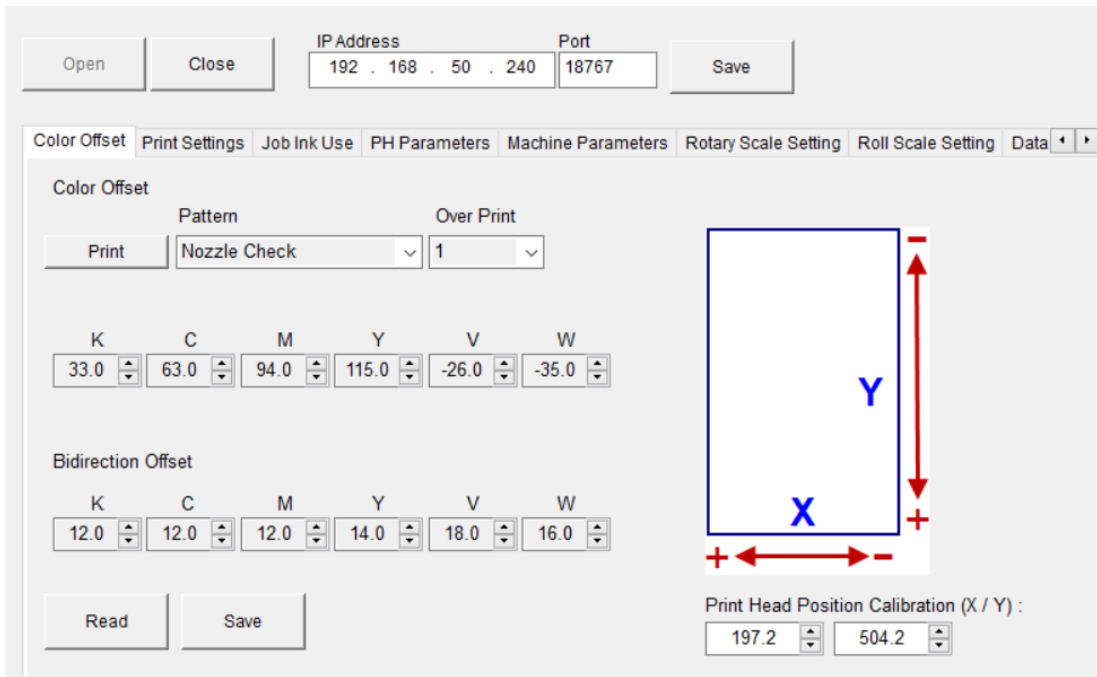 IP Address Port
Open Close 192 . 168 . 50 . 240 18767 Save
Color Offset Print Settings Job Ink Use PH Parameters Machine Parameters Rotary Scale Setting Roll Scale Setting Data
Color Offset
Pattern Over Print
Print Nozzle Check 1
K C M Y V W
33.0 63.0 94.0 115.0 -26.0 -35.0
Bidirection Offset
K C M Y V W
12.0 12.0 12.0 14.0 18.0 16.0
Read Save
-
Y
X
+
+ -
Print Head Position Calibration (X / Y) :
197.2 504.2